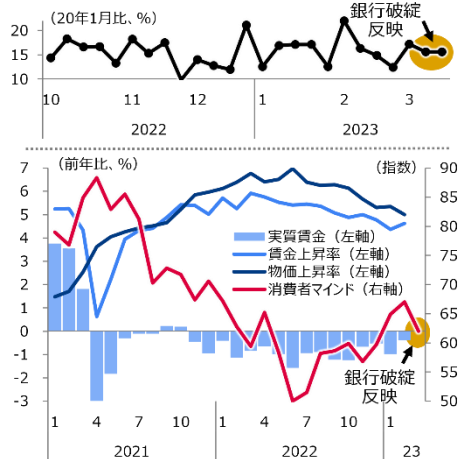 (20年1月比、%)
銀行破綻
反映
20
15
10
10 11 12 1 2 3
2022 2023
(前年比、%) (指数)
7 90
6 85
5 80
4 75
3 70
2 65
1 60
0 55
-1 50
-2
-3
実質賃金(左軸)
賃金上昇率(左軸)
物価上昇率(左軸)
消費者マインド(右軸)
銀行破綻
反映
1 4 7 10 1 4 7 10 1
2021 2022 23